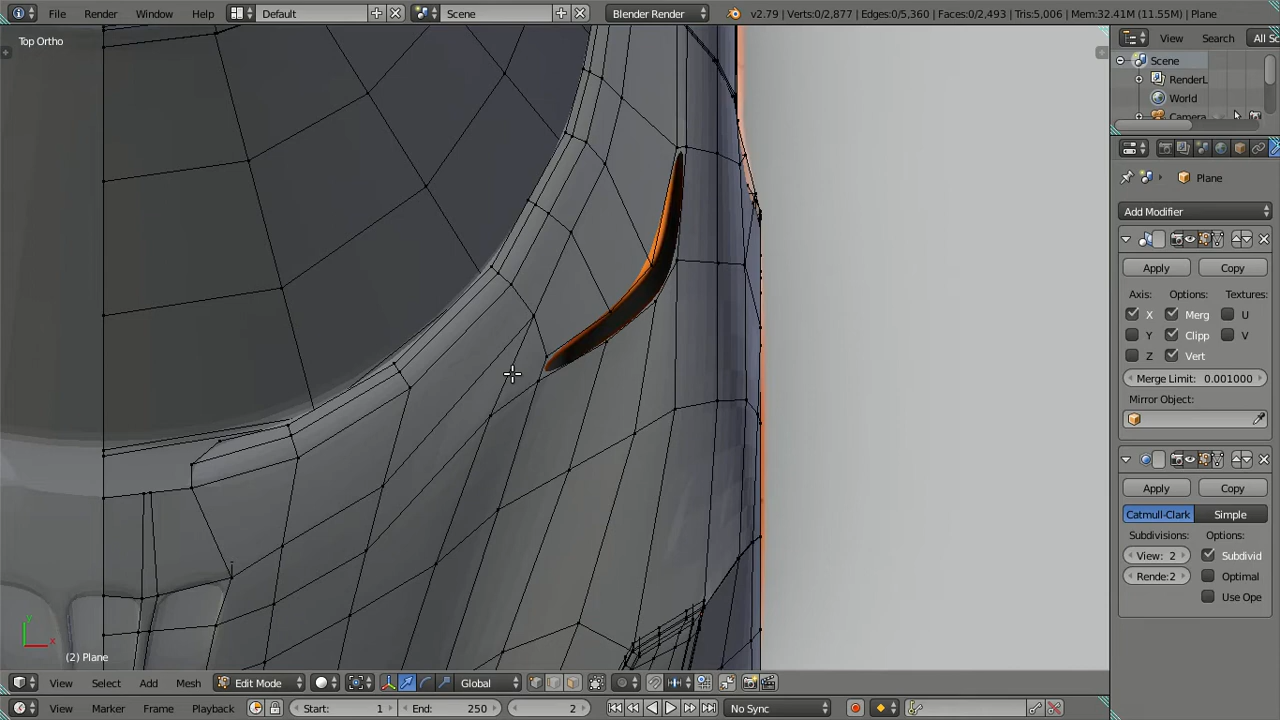 File Render Window Help Default Scene Blender Render v2.79 | Verts:0/2,877 | Edges:0/5,360 | Faces:0/2,493 | Tris:5,006 | Mem:32.41M (11.55M) | Plane
Top Ortho
View Search All Sc
Scene
RenderL
World
Camera
Plane
Add Modifier
Apply Copy
Axis: Options: Textures:
X Merg U
Y Clipp V
Z Vert
Merge Limit: 0.001000
Mirror Object:
Apply Copy
Catmull-Clark Simple
Subdivisions: Options:
View: 2 Subdivid
Rende:2 Optimal
Use Ope
y
x
(2) Plane
View Select Add Mesh Edit Mode Global
View Marker Frame Playback Start: 1 End: 250 2 No Sync